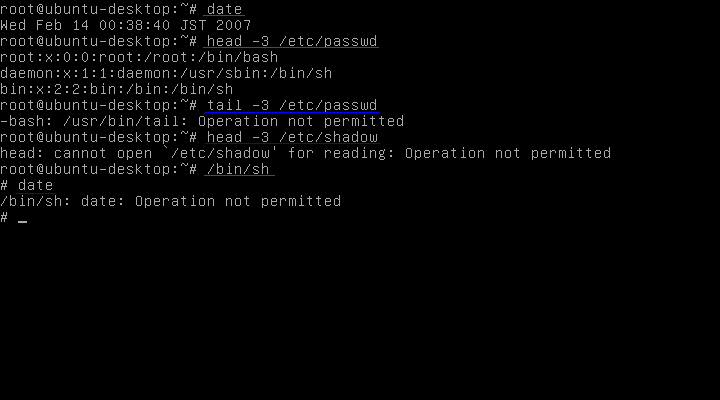 root@ubuntu-desktop:~# date
Wed Feb 14 00:38:40 JST 2007
root@ubuntu-desktop:~# head -3 /etc/passwd
root:x:0:0:root:/root:/bin/bash
daemon:x:1:1:daemon:/usr/sbin:/bin/sh
bin:x:2:2:bin:/bin:/bin/sh
root@ubuntu-desktop:~# tail -3 /etc/passwd
-bash: /usr/bin/tail: Operation not permitted
root@ubuntu-desktop:~# head -3 /etc/shadow
head: cannot open `/etc/shadow' for reading: Operation not permitted
root@ubuntu-desktop:~# /bin/sh
# date
/bin/sh: date: Operation not permitted
# _